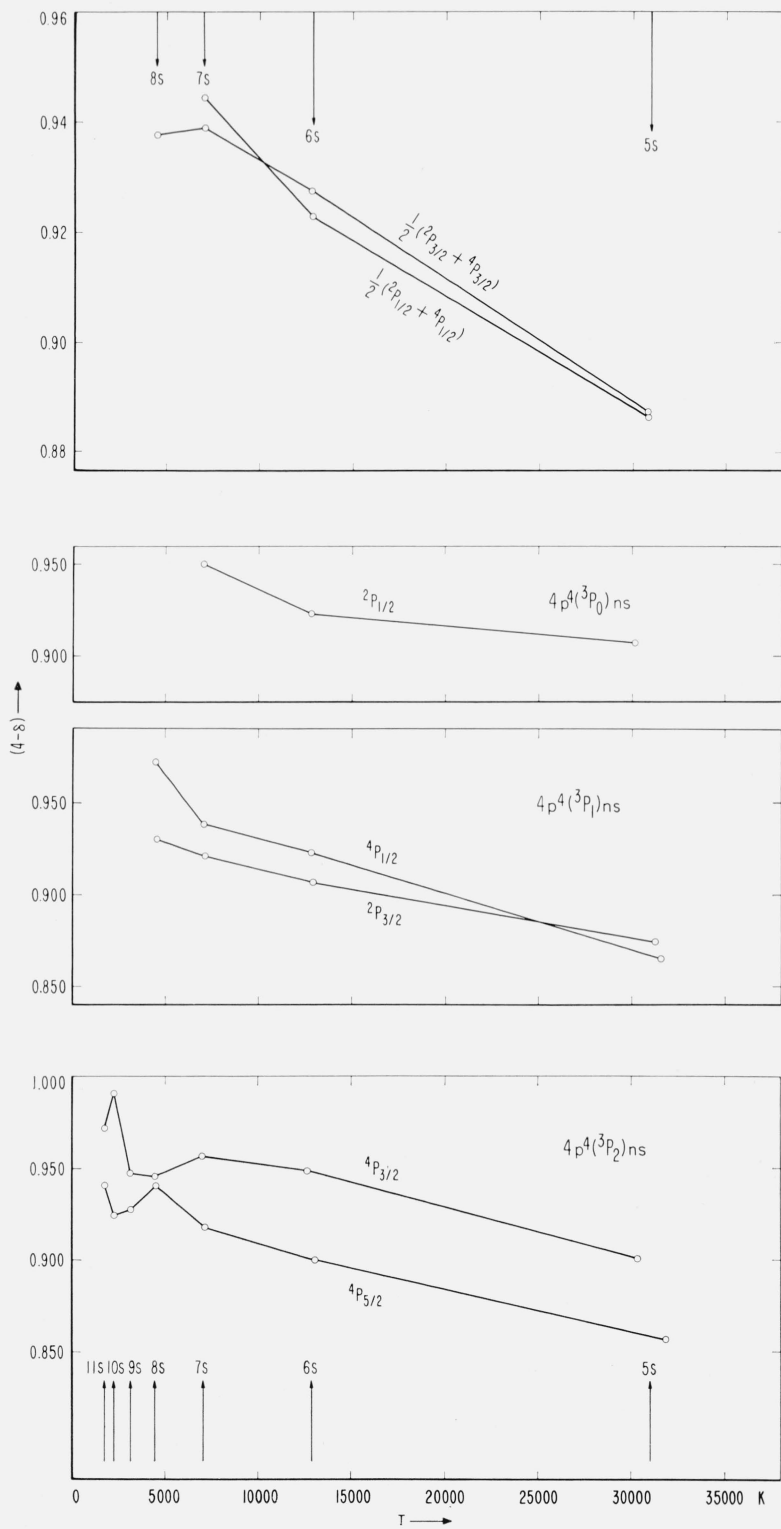 0.96
8s 7s
6s 5s
0.94
0.92
½(²P₃/₂ + ⁴P₃/₂)
½(²P₁/₂ + ⁴P₁/₂)
0.90
0.88
0.950
²P₁/₂
4p⁴(³P₀)ns
0.900
(4-δ) →
0.950
4p⁴(³P₁)ns
⁴P₁/₂
0.900
²P₃/₂
0.850
1.000
4p⁴(³P₂)ns
0.950
⁴P₃/₂
0.900
⁴P₅/₂
0.850
11s 10s 9s 8s 7s 6s 5s
0 5000 10000 15000 20000 25000 30000 35000 K
T →